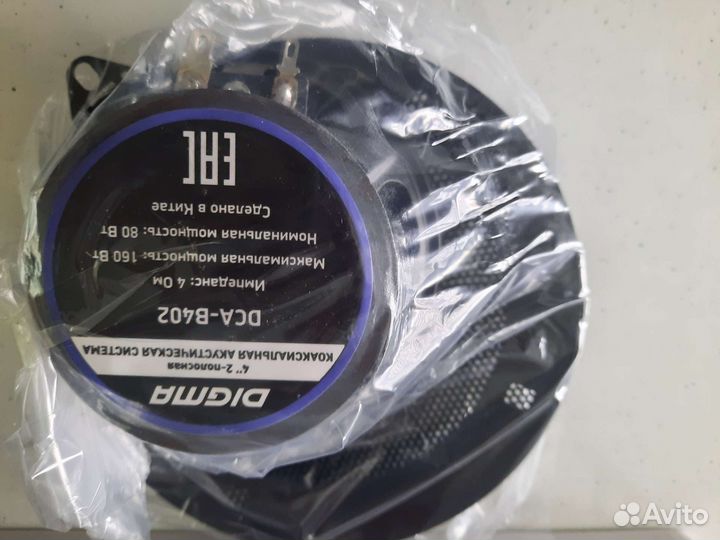 DIGMA
4'' 2-полосная
КОАКСИАЛЬНАЯ АКУСТИЧЕСКАЯ СИСТЕМА
DCA-B402
Импеданс: 4 Ом
Максимальная мощность: 160 Вт
Номинальная мощность: 80 Вт
Сделано в Китае
EAC
Avito